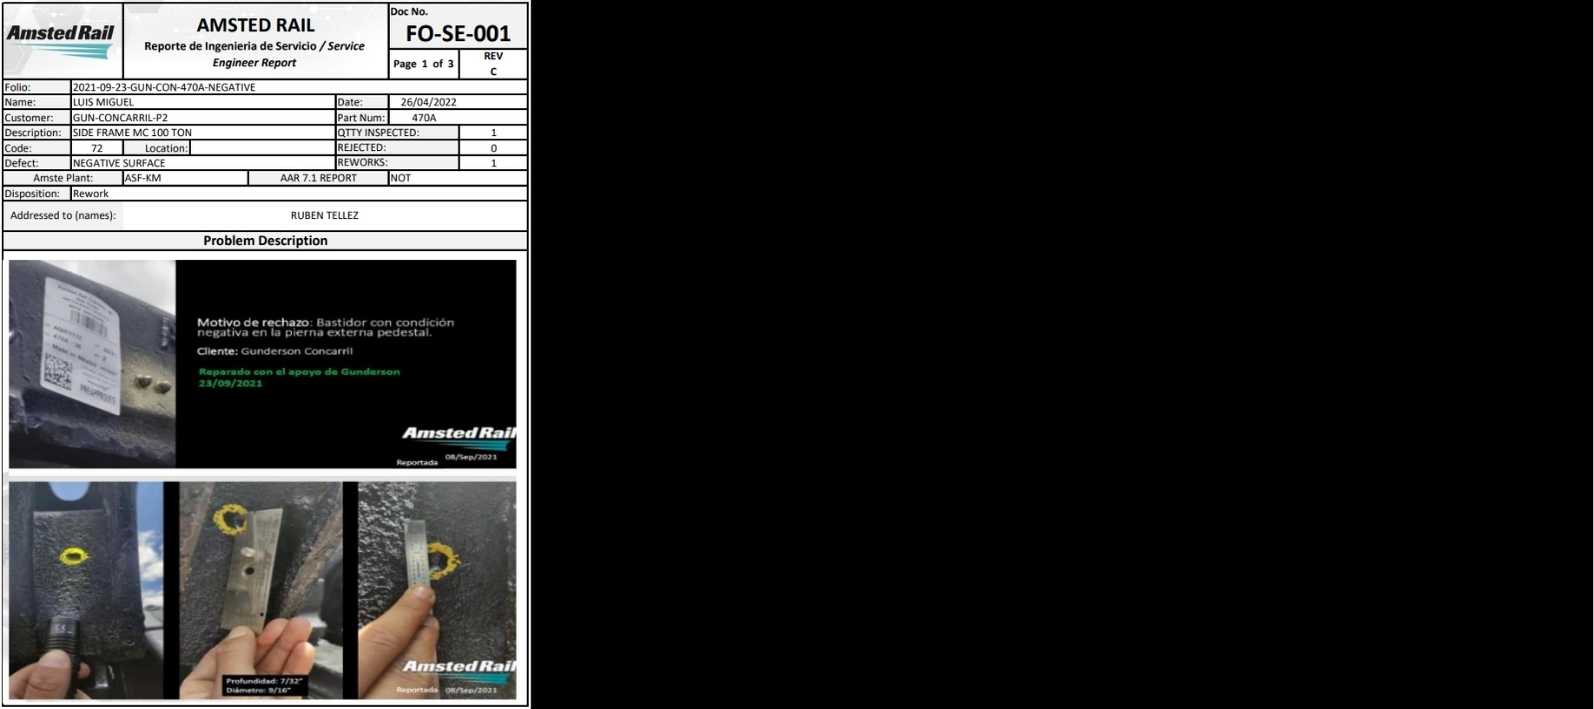 Amsted Rail
AMSTED RAIL
Reporte de Ingenieria de Servicio / Service
Engineer Report
Doc No.
FO-SE-001
Page 1 of 3
REV
C
Folio: 2021-09-23-GUN-CON-470A-NEGATIVE
Name: LUIS MIGUEL Date: 26/04/2022
Customer: GUN-CONCARRIL-P2 Part Num: 470A
Description: SIDE FRAME MC 100 TON QTTY INSPECTED: 1
Code: 72 Location: REJECTED: 0
Defect: NEGATIVE SURFACE REWORKS: 1
Amste Plant: ASF-KM AAR 7.1 REPORT NOT
Disposition: Rework
Addressed to (names): RUBEN TELLEZ
Problem Description
Motivo de rechazo: Bastidor con condición
negativa en la pierna externa pedestal.
Cliente: Gunderson Concarril
Reparado con el apoyo de Gunderson
23/09/2021
Amsted Rail
Reportada 08/Sep/2021
Profundidad: 7/32"
Diámetro: 9/16"
Amsted Rail
Reportada 08/Sep/2021